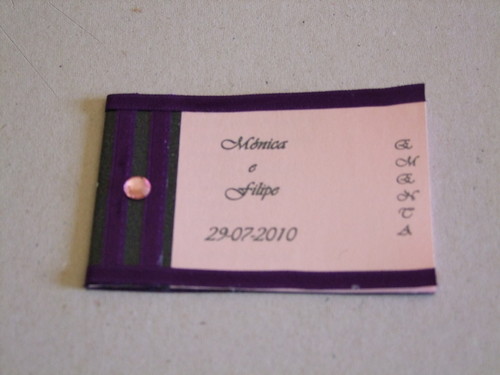 Mónica
e
Filipe
29-07-2010
EMENTA